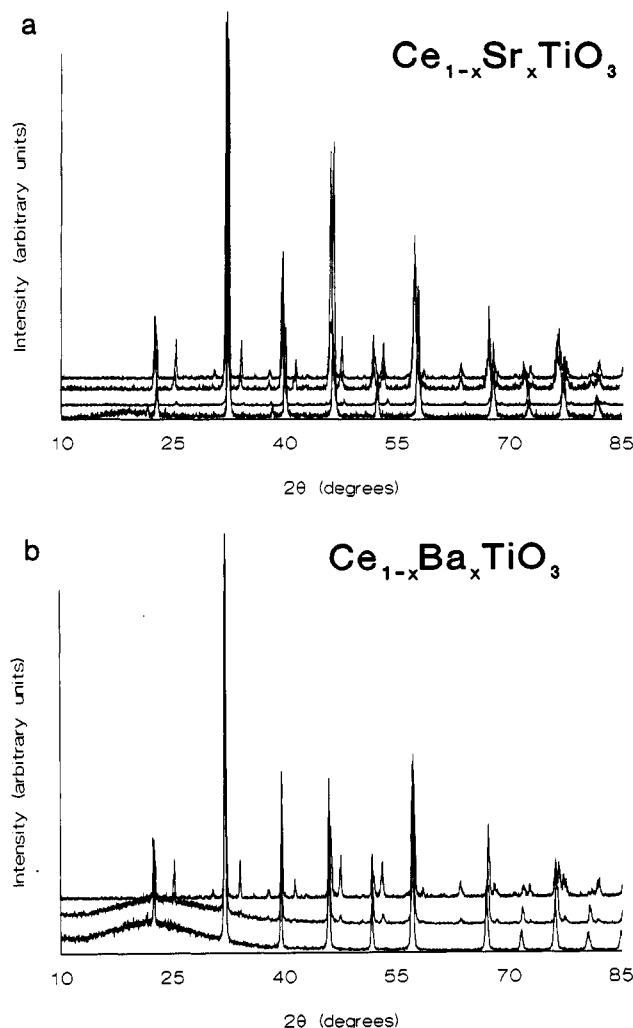 a
Ce₁₋ₓSrₓTiO₃
Intensity (arbitrary units)
10 25 40 55 70 85
2θ (degrees)
b
Ce₁₋ₓBaₓTiO₃
Intensity (arbitrary units)
10 25 40 55 70 85
2θ (degrees)